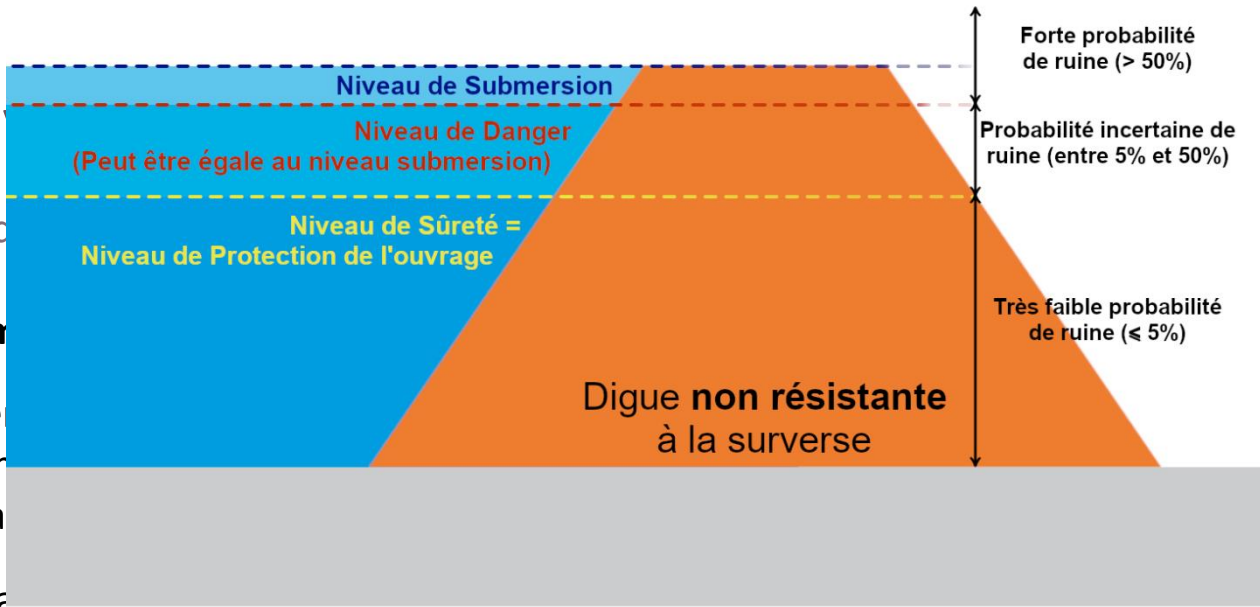 Forte probabilité
de ruine (> 50%)
Niveau de Submersion
Niveau de Danger
(Peut être égale au niveau submersion)
Probabilité incertaine de
ruine (entre 5% et 50%)
Niveau de Sûreté =
Niveau de Protection de l'ouvrage
Très faible probabilité
de ruine (⩽ 5%)
Digue non résistante
à la surverse